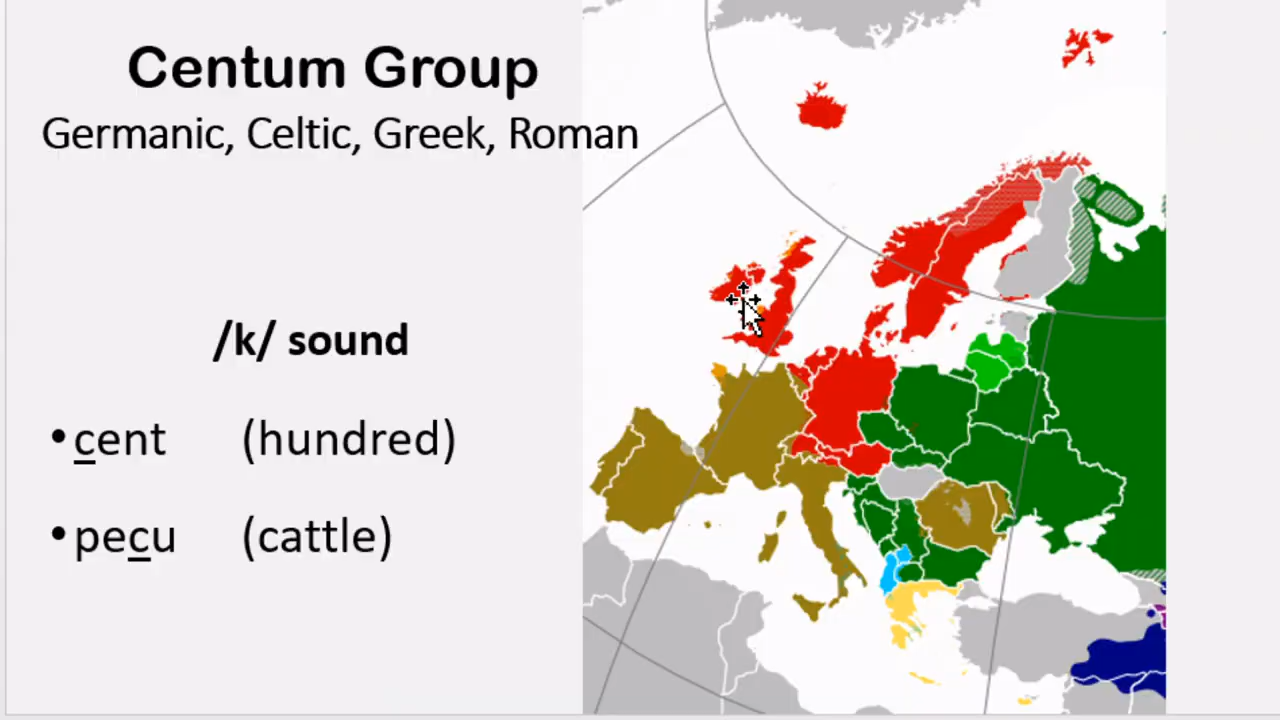 Centum Group
Germanic, Celtic, Greek, Roman
/k/ sound
• cent (hundred)
• pecu (cattle)